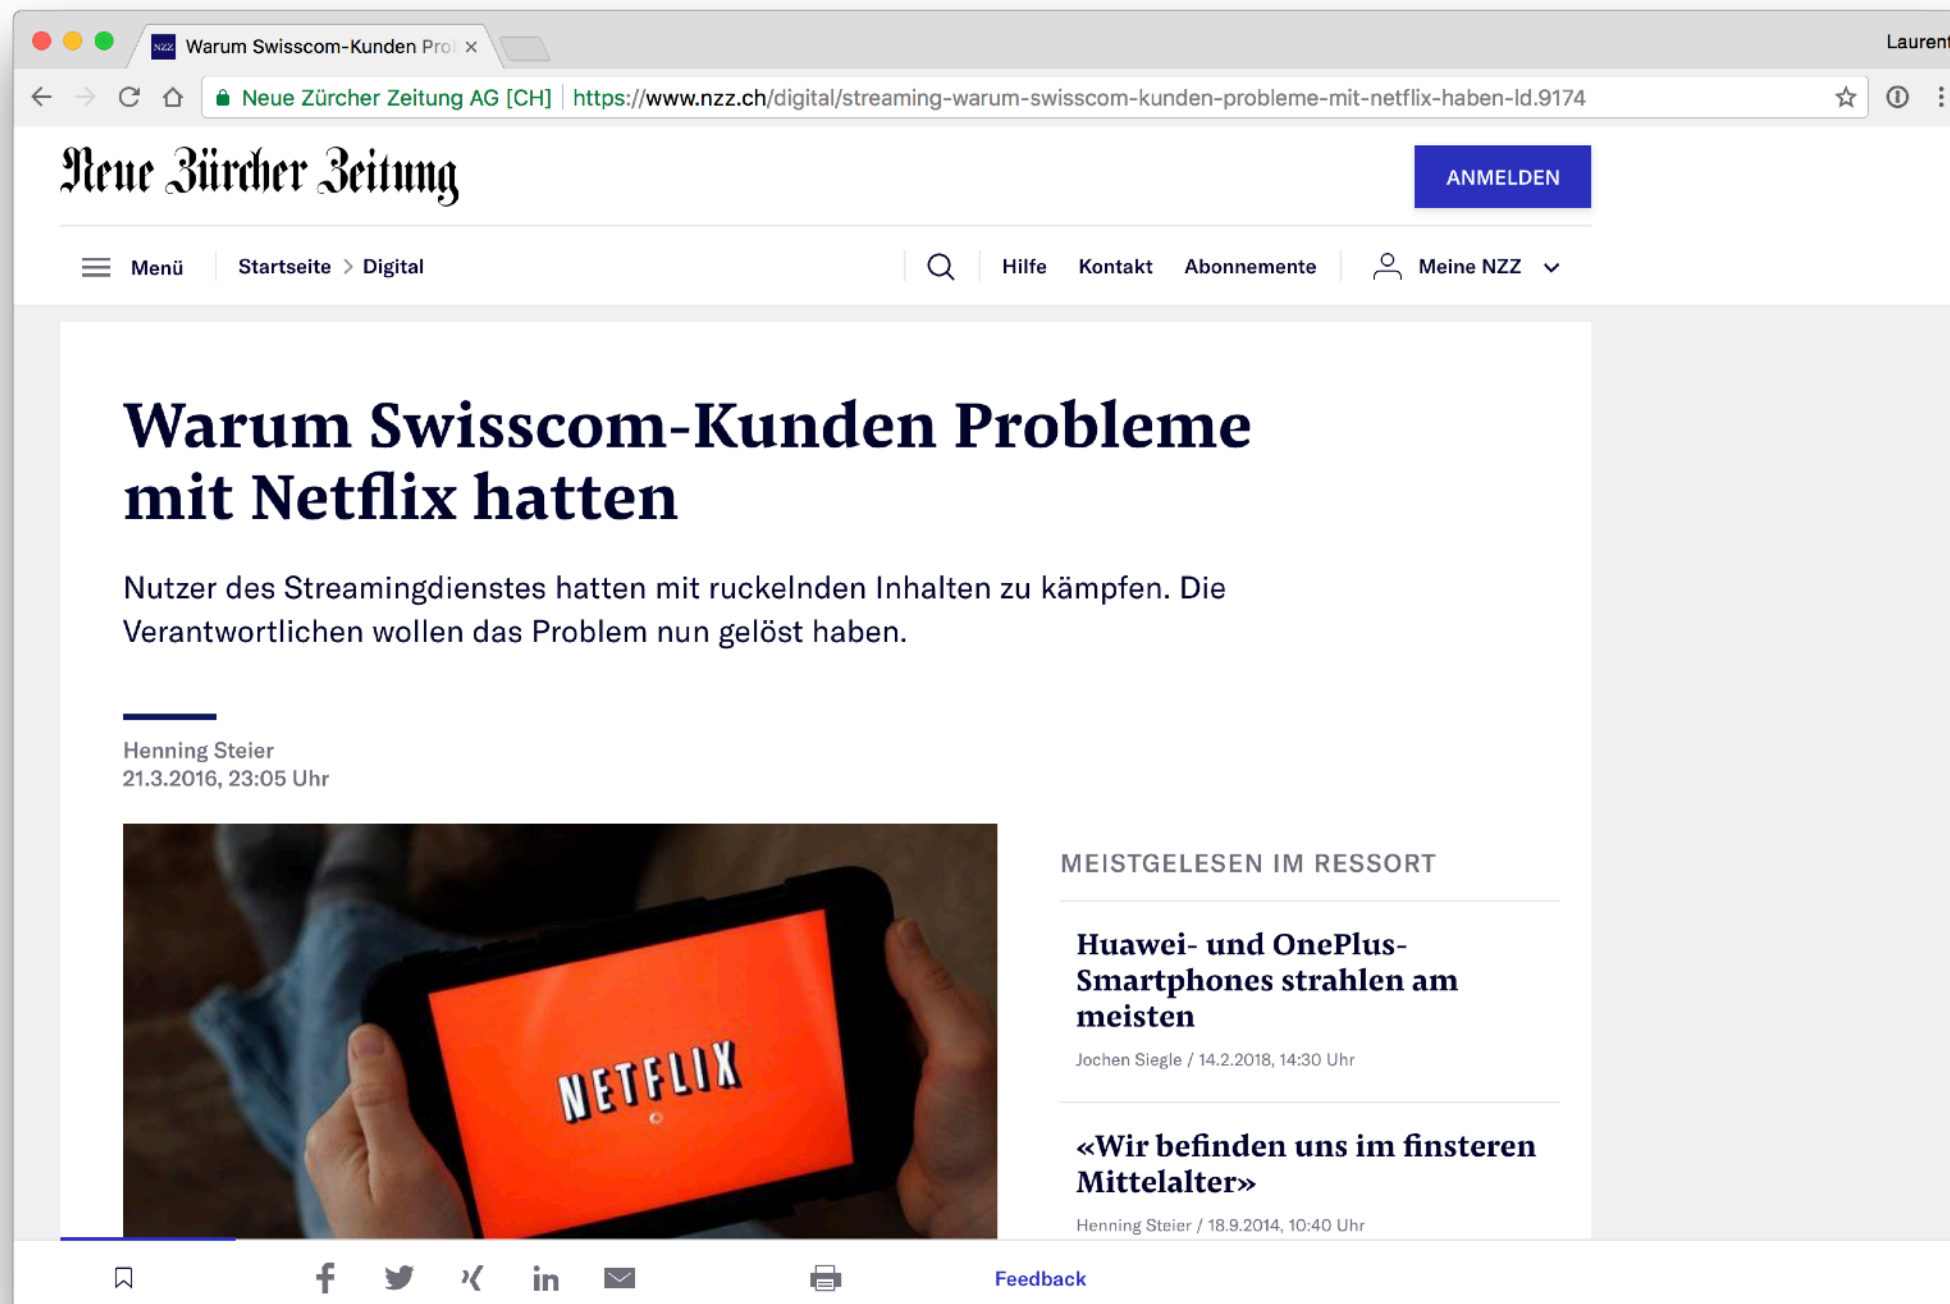 NZZ Warum Swisscom-Kunden Pro ×
Laurent
Neue Zürcher Zeitung AG [CH] https://www.nzz.ch/digital/streaming-warum-swisscom-kunden-probleme-mit-netflix-haben-ld.9174
Neue Zürcher Zeitung
ANMELDEN
Menü Startseite > Digital Hilfe Kontakt Abonnemente Meine NZZ
Warum Swisscom-Kunden Probleme
mit Netflix hatten
Nutzer des Streamingdienstes hatten mit ruckelnden Inhalten zu kämpfen. Die
Verantwortlichen wollen das Problem nun gelöst haben.
Henning Steier
21.3.2016, 23:05 Uhr
NETFLIX
MEISTGELESEN IM RESSORT
Huawei- und OnePlus-
Smartphones strahlen am
meisten
Jochen Siegle / 14.2.2018, 14:30 Uhr
«Wir befinden uns im finsteren
Mittelalter»
Henning Steier / 18.9.2014, 10:40 Uhr
Feedback